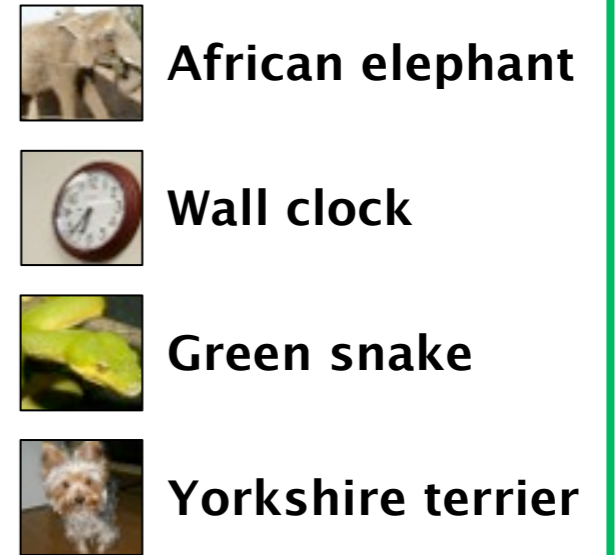 African elephant
Wall clock
Green snake
Yorkshire terrier